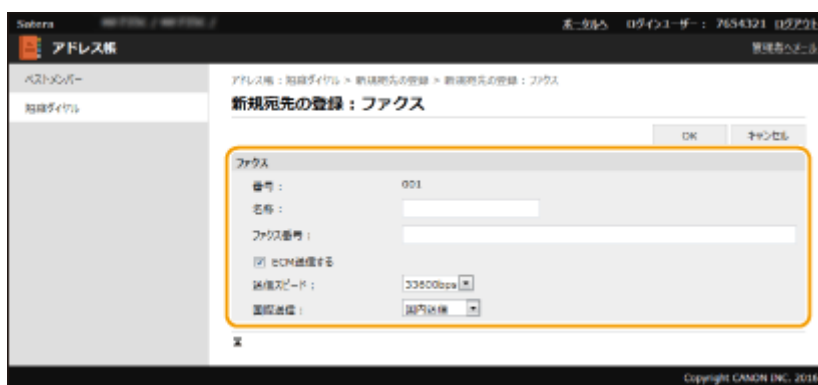 Satera
ポータルへ ログインユーザー： 7654321 ログアウト
アドレス帳
管理者へメール
ベストメンバー
短縮ダイヤル
アドレス帳：短縮ダイヤル > 新規宛先の登録 > 新規宛先の登録：ファクス
新規宛先の登録：ファクス
OK キャンセル
ファクス
番号： 001
名称：
ファクス番号：
ECM送信する
送信スピード： 33600bps
国際送信： 国内送信
Copyright CANON INC. 2016